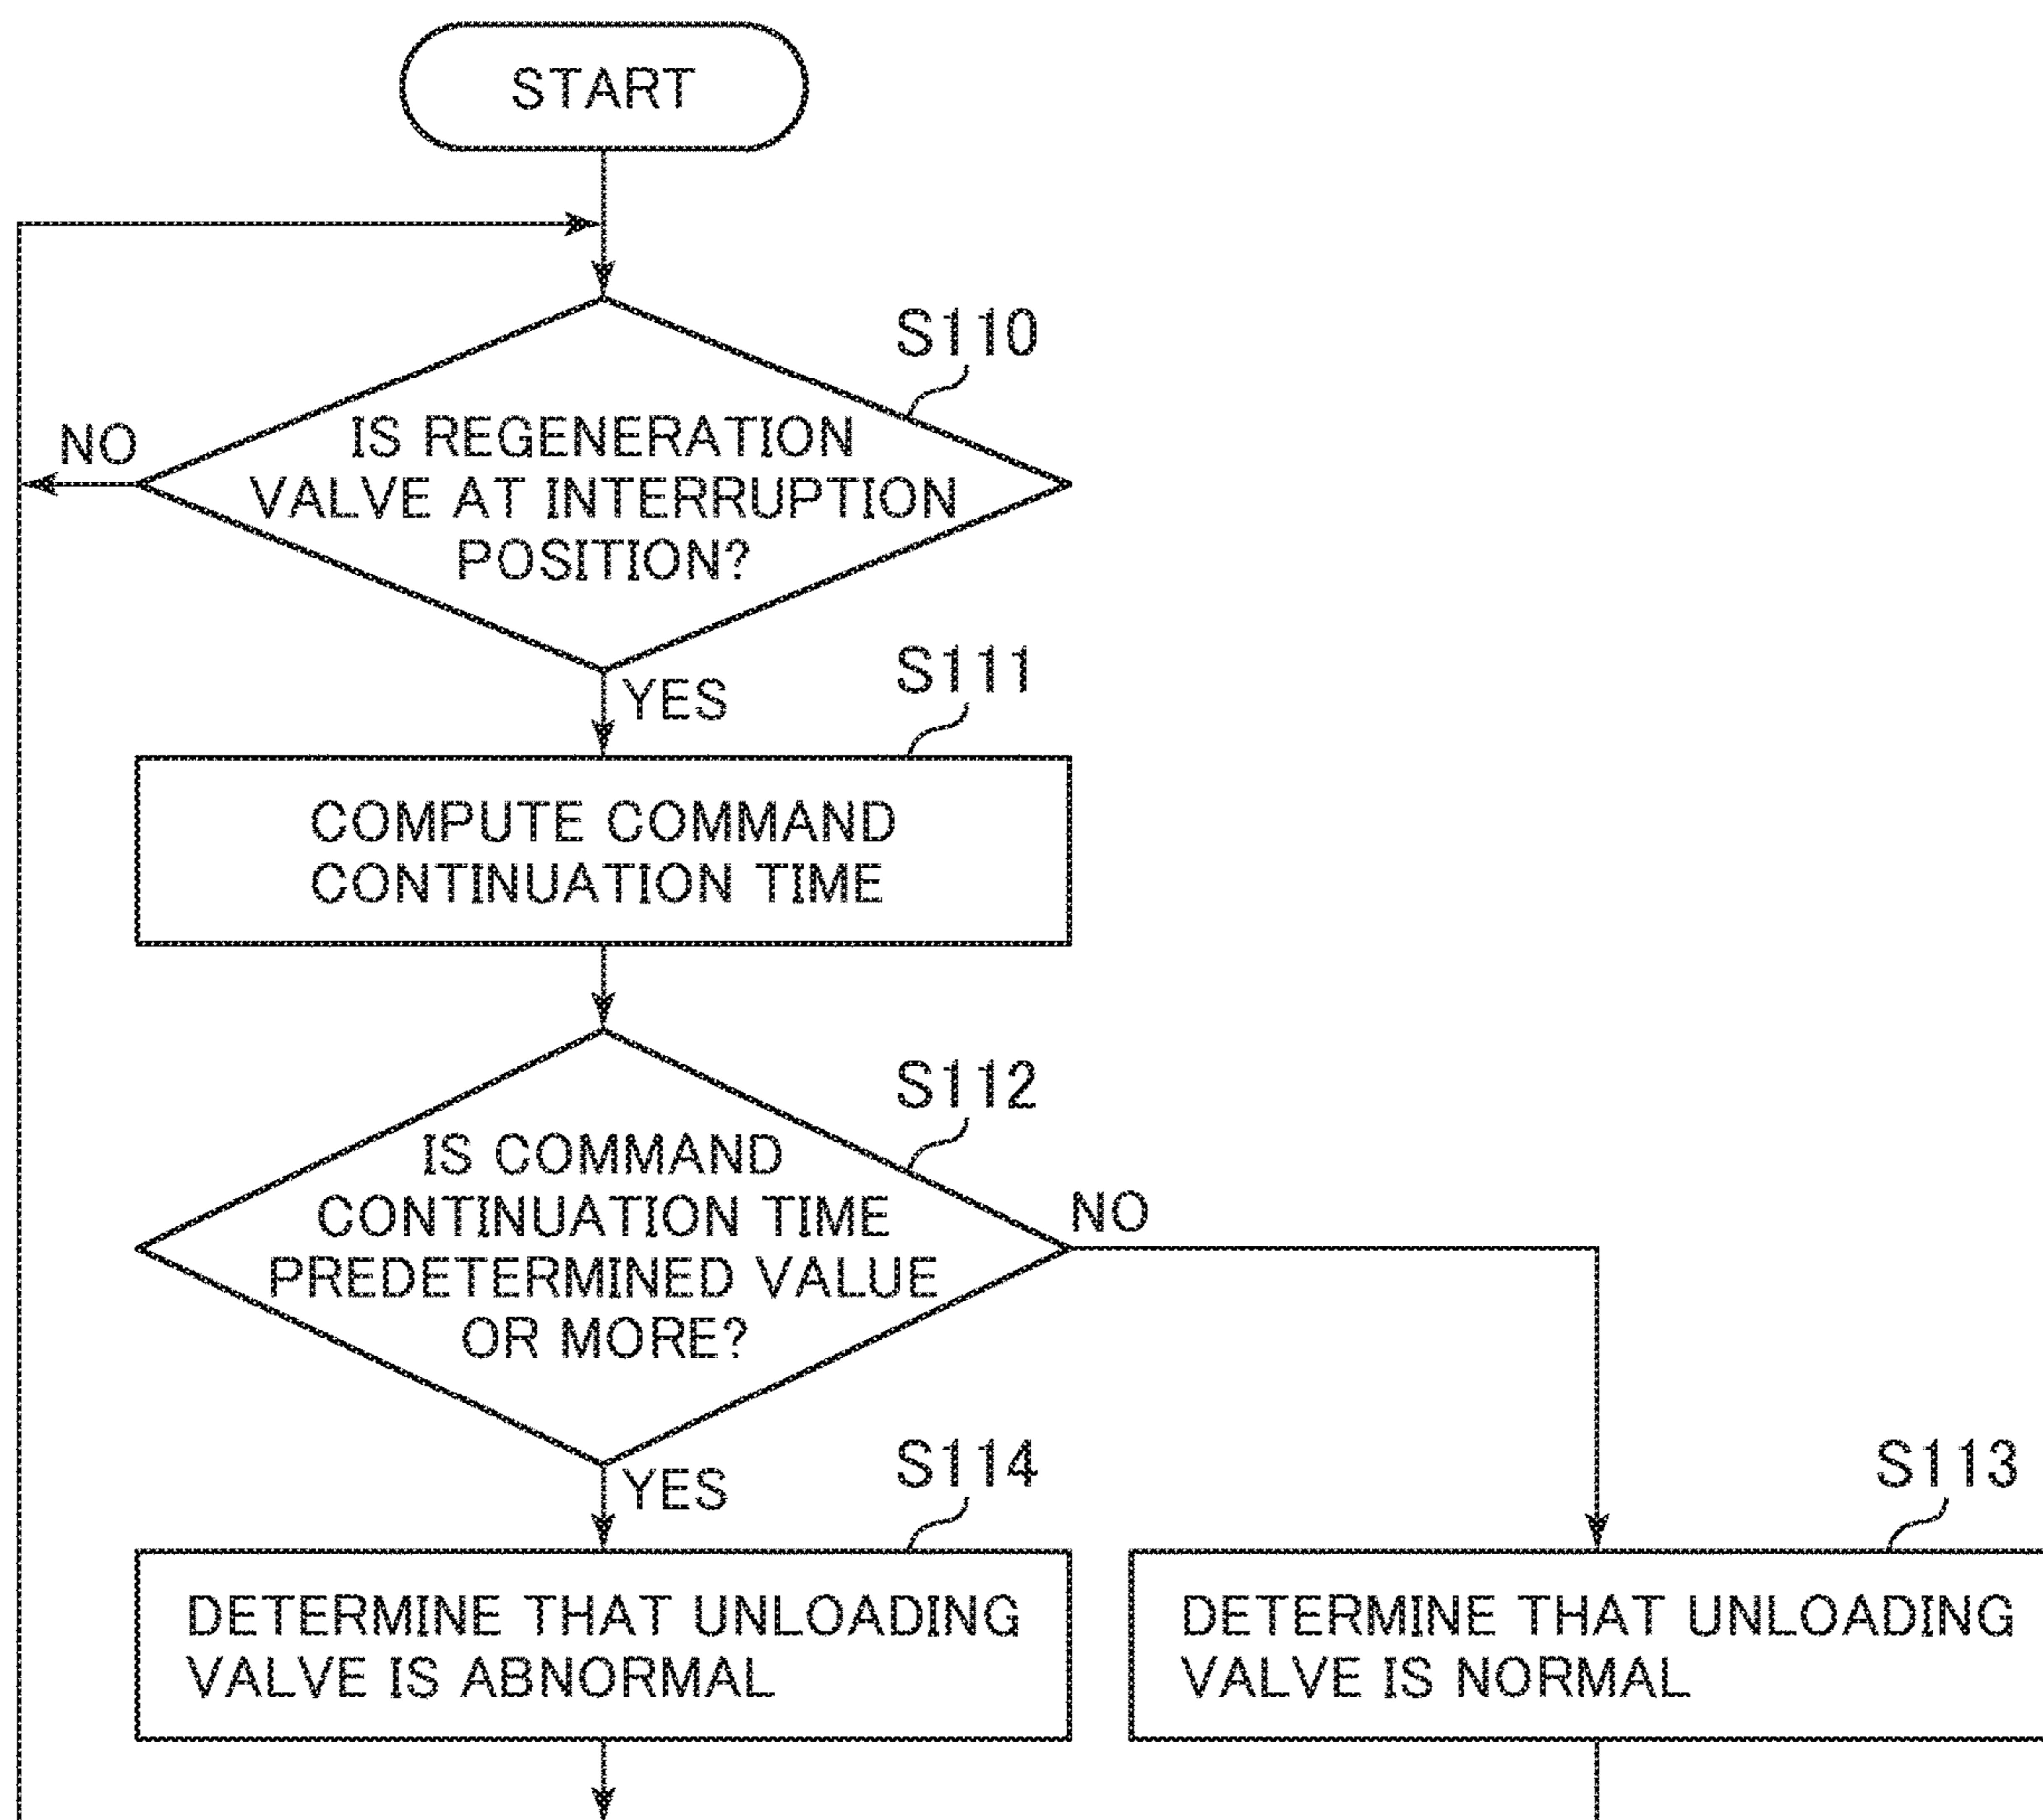 START
S110
NO
IS REGENERATION
VALVE AT INTERRUPTION
POSITION?
YES
S111
COMPUTE COMMAND
CONTINUATION TIME
S112
IS COMMAND
CONTINUATION TIME
PREDETERMINED VALUE
OR MORE?
NO
YES
S114
S113
DETERMINE THAT UNLOADING
VALVE IS ABNORMAL
DETERMINE THAT UNLOADING
VALVE IS NORMAL